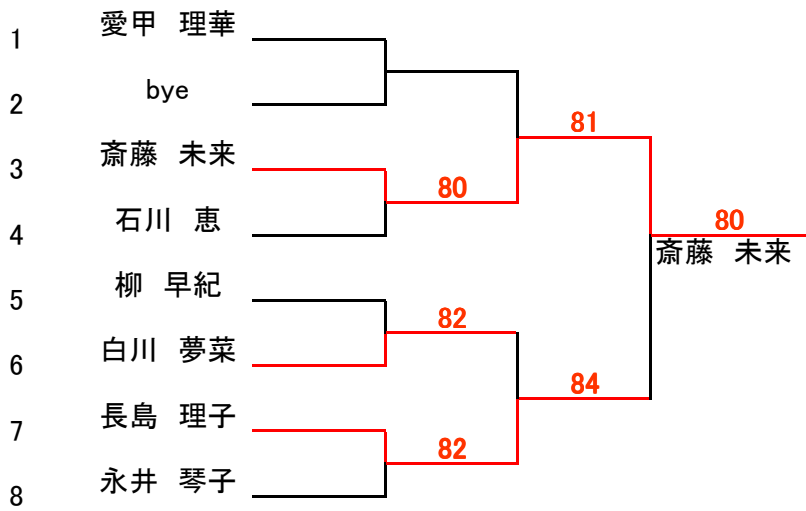 1 愛甲 理華
2 bye
81
3 斎藤 未来
80
80
4 石川 恵
斎藤 未来
5 柳 早紀
82
6 白川 夢菜
84
7 長島 理子
82
8 永井 琴子